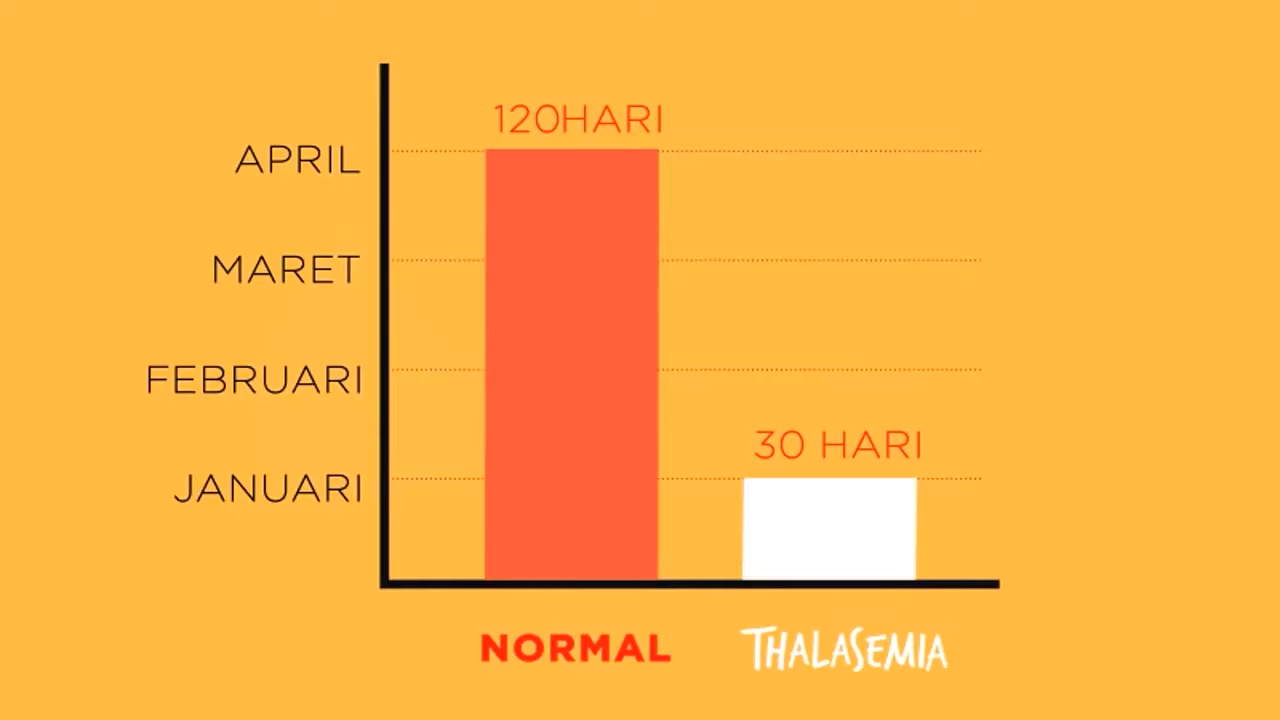 120HARI
APRIL
MARET
FEBRUARI
30 HARI
JANUARI
NORMAL
THALASEMIA